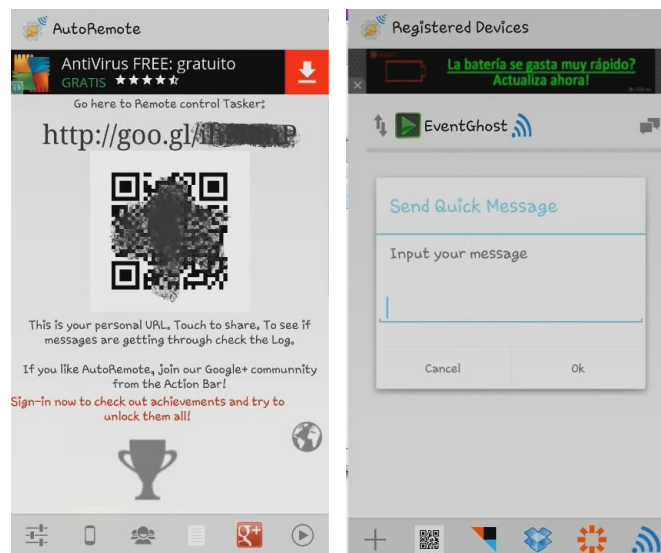 AutoRemote
AntiVirus FREE: gratuito
GRATIS
Go here to Remote control Tasker:
http://goo.gl/
This is your personal URL. Touch to share. To see if
messages are getting through check the Log.
If you like AutoRemote, join our Google+ communnity
from the Action Bar!
Sign-in now to check out achievements and try to
unlock them all!
g+
Registered Devices
La batería se gasta muy rápido?
Actualiza ahora!
EventGhost
Send Quick Message
Input your message
Cancel
Ok